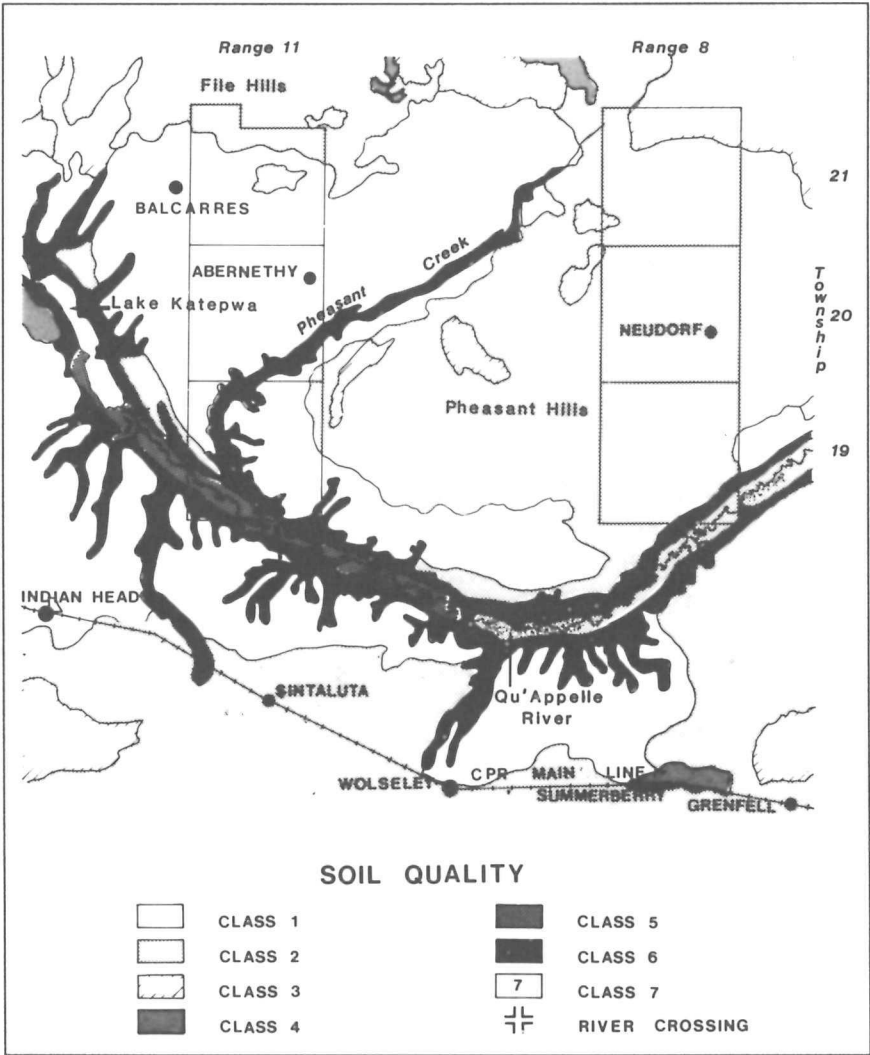 Range 11
Range 8
File Hills
21
BALCARRES
ABERNETHY
Pheasant Creek
Lake Katepwa
Township
20
NEUDORF
Pheasant Hills
19
INDIAN HEAD
SINTALUTA
Qu'Appelle
River
WOLSELEY
CPR MAIN LINE
SUMMERBERRY
GRENFELL
SOIL QUALITY
CLASS 1
CLASS 2
CLASS 3
CLASS 4
CLASS 5
CLASS 6
7
CLASS 7
RIVER CROSSING